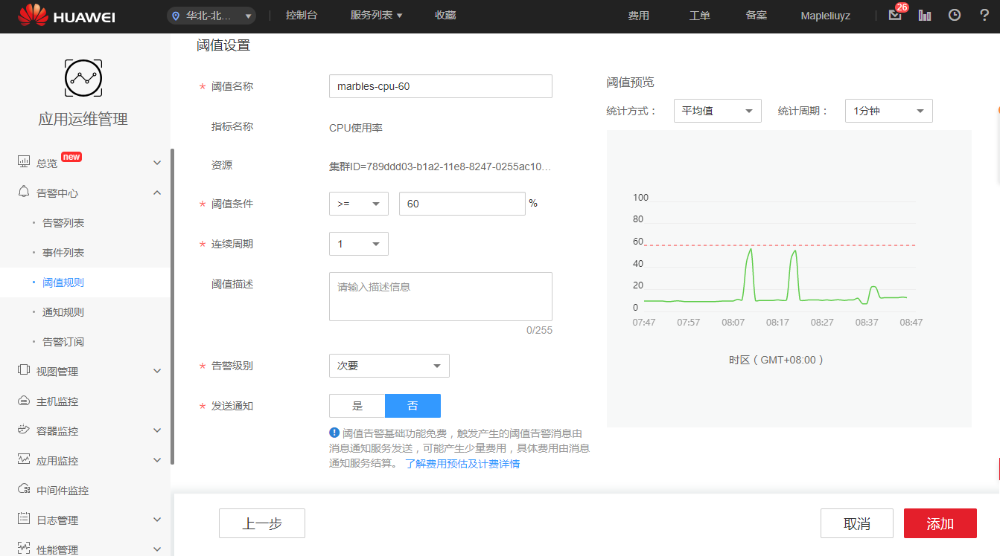 HUAWEI
华北-北...
控制台
服务列表
收藏
费用
工单
备案
Mapleliuyz
26
应用运维管理
总览 new
告警中心
· 告警列表
· 事件列表
· 阈值规则
· 通知规则
· 告警订阅
视图管理
主机监控
容器监控
应用监控
中间件监控
日志管理
性能管理
阈值设置
* 阈值名称
marbles-cpu-60
指标名称
CPU使用率
资源
集群ID=789ddd03-b1a2-11e8-8247-0255ac10...
* 阈值条件
>=
60
%
* 连续周期
1
阈值描述
请输入描述信息
0/255
* 告警级别
次要
* 发送通知
是
否
阈值告警基础功能免费，触发产生的阈值告警消息由
消息通知服务发送，可能产生少量费用，具体费用由消息
通知服务结算。 了解费用预估及计费详情
阈值预览
统计方式：
平均值
统计周期：
1分钟
100
80
60
40
20
0
07:47 07:57 08:07 08:17 08:27 08:37 08:47
时区（GMT+08:00）
上一步
取消
添加